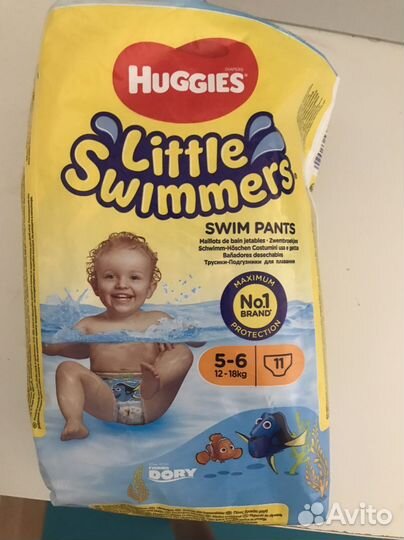 HUGGIES
Little
Swimmers
SWIM PANTS
Maillots de bain jetables · Zwembroekjes
Schwimm-Höschen Costumini usa e getta
Bañadores desechables
Трусики-Подгузники для плавания
MAXIMUM
No.1
BRAND
PROTECTION
5-6
12-18kg
11
FINDING
DORY
Avito